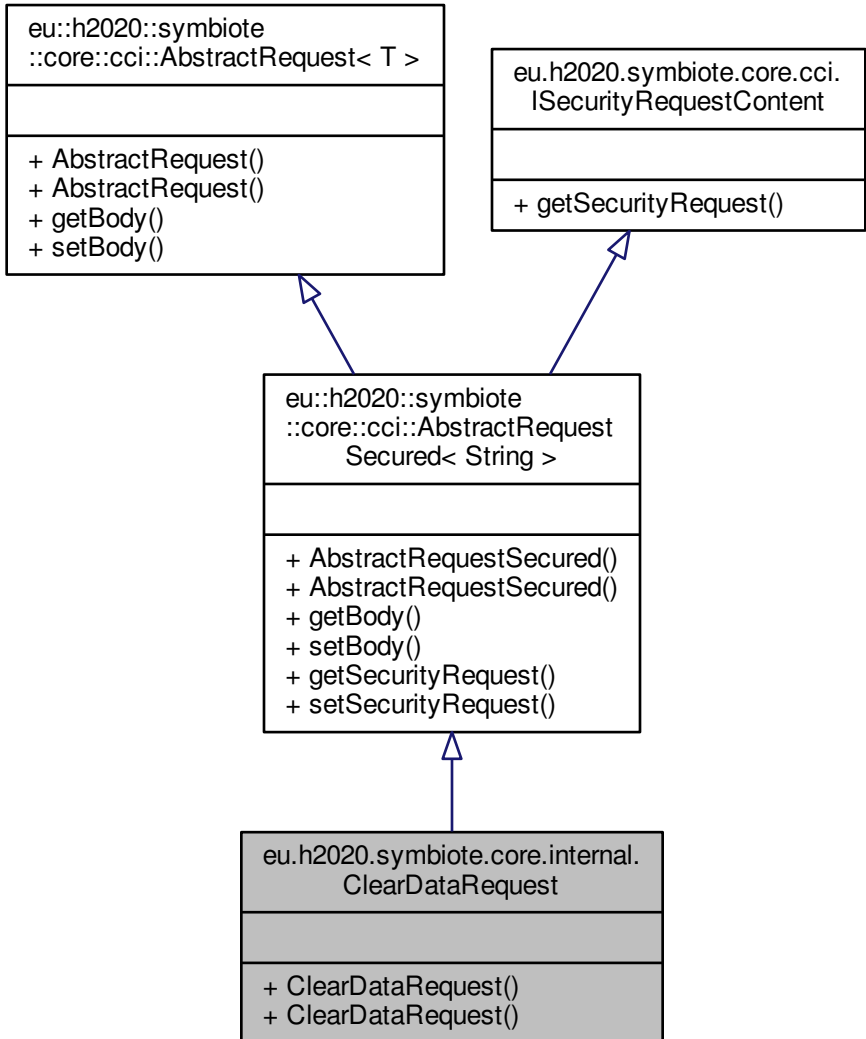 eu::h2020::symbiote
::core::cci::AbstractRequest< T >
+ AbstractRequest()
+ AbstractRequest()
+ getBody()
+ setBody()
eu.h2020.symbiote.core.cci.
ISecurityRequestContent
+ getSecurityRequest()
eu::h2020::symbiote
::core::cci::AbstractRequest
Secured< String >
+ AbstractRequestSecured()
+ AbstractRequestSecured()
+ getBody()
+ setBody()
+ getSecurityRequest()
+ setSecurityRequest()
eu.h2020.symbiote.core.internal.
ClearDataRequest
+ ClearDataRequest()
+ ClearDataRequest()